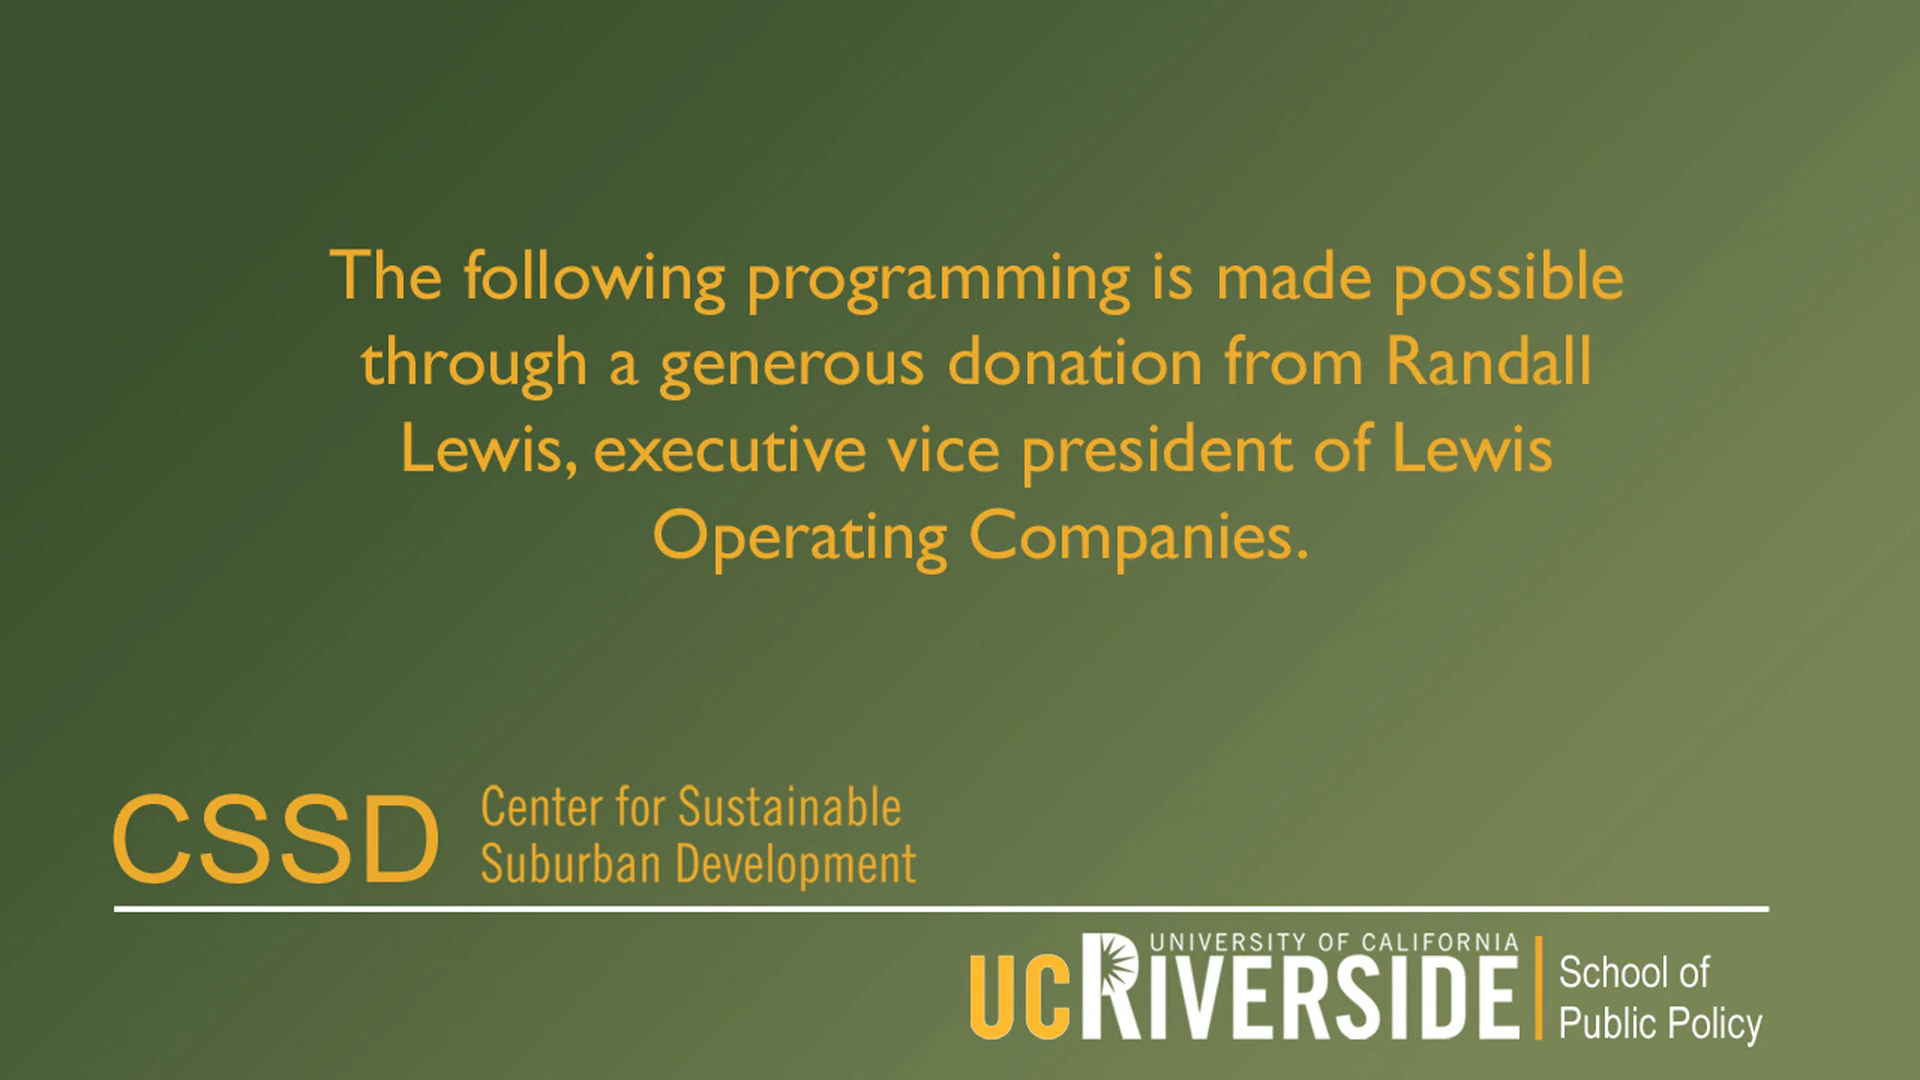 The following programming is made possible
through a generous donation from Randall
Lewis, executive vice president of Lewis
Operating Companies.
CSSD
Center for Sustainable
Suburban Development
UNIVERSITY OF CALIFORNIA
UCRIVERSIDE
School of
Public Policy